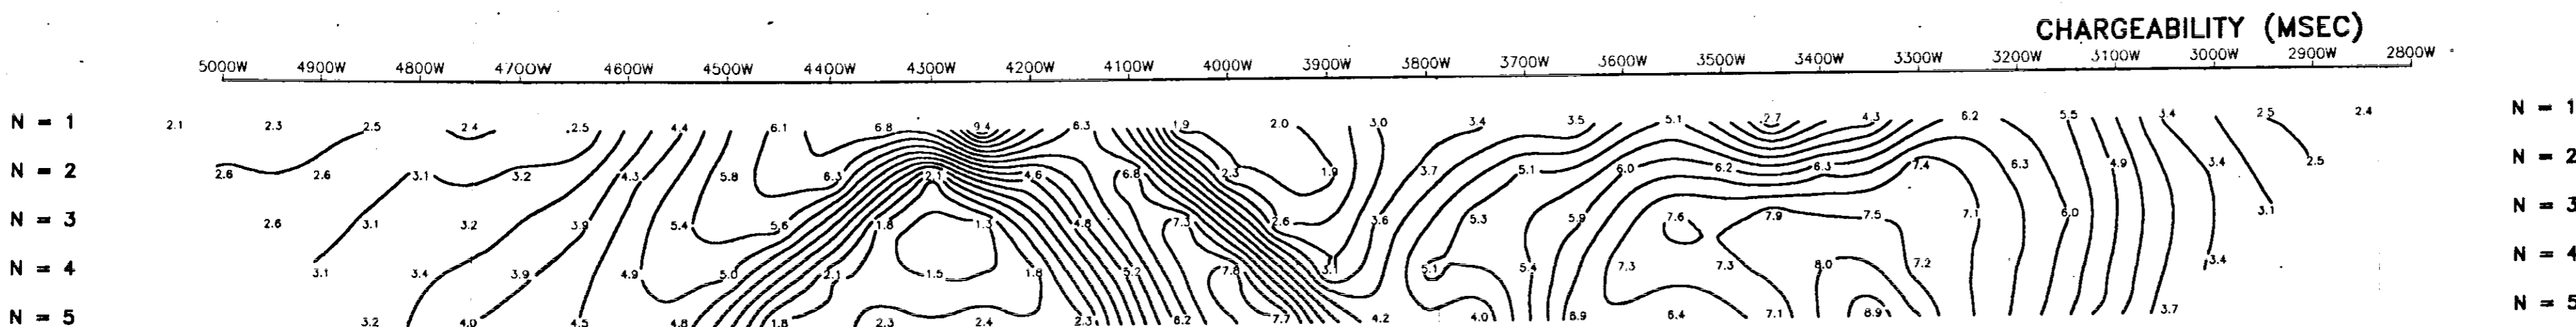 CHARGEABILITY (MSEC)
5000W 4900W 4800W 4700W 4600W 4500W 4400W 4300W 4200W 4100W 4000W 3900W 3800W 3700W 3600W 3500W 3400W 3300W 3200W 3100W 3000W 2900W 2800W
N = 1 2.1 2.3 2.5 2.4 2.5 4.4 6.1 6.8 9.4 6.3 1.9 2.0 3.0 3.4 3.5 5.1 2.7 4.3 6.2 5.5 3.4 2.5 2.4 N = 1
N = 2 2.6 2.6 3.1 3.2 4.3 5.8 6.3 2.1 4.6 6.8 2.3 1.9 3.7 5.1 6.0 6.2 6.3 7.4 6.3 4.9 3.4 2.5 N = 2
N = 3 2.6 3.1 3.2 3.9 5.4 5.6 1.8 1.3 4.8 7.3 2.6 3.6 5.3 5.9 7.6 7.9 7.5 7.1 6.0 3.1 N = 3
N = 4 3.1 3.4 3.9 4.9 5.0 2.1 1.5 1.8 5.2 7.8 3.1 5.1 5.4 7.3 7.3 8.0 7.2 3.4 N = 4
N = 5 3.2 4.0 4.5 4.8 1.8 2.3 2.4 2.3 6.2 7.7 4.2 4.0 6.9 6.4 7.1 8.9 3.7 N = 5